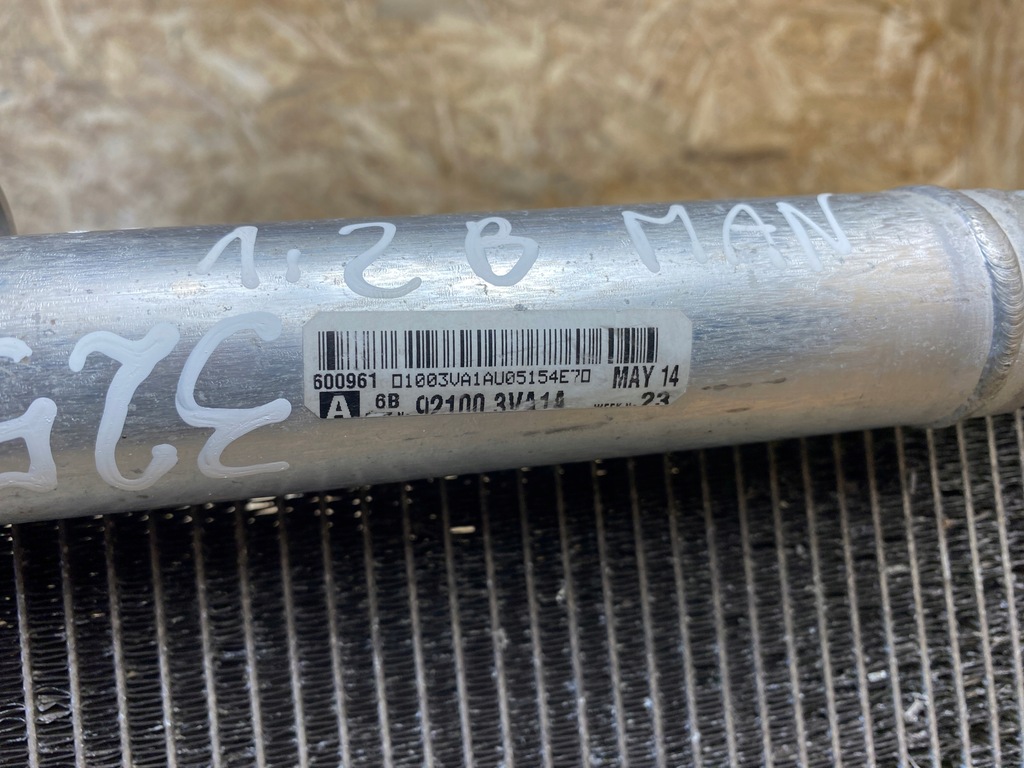 1.2 B MAN
600961 □1003VA1AU05154E7□ MAY 14
A 6B 92100 3VA1A 23